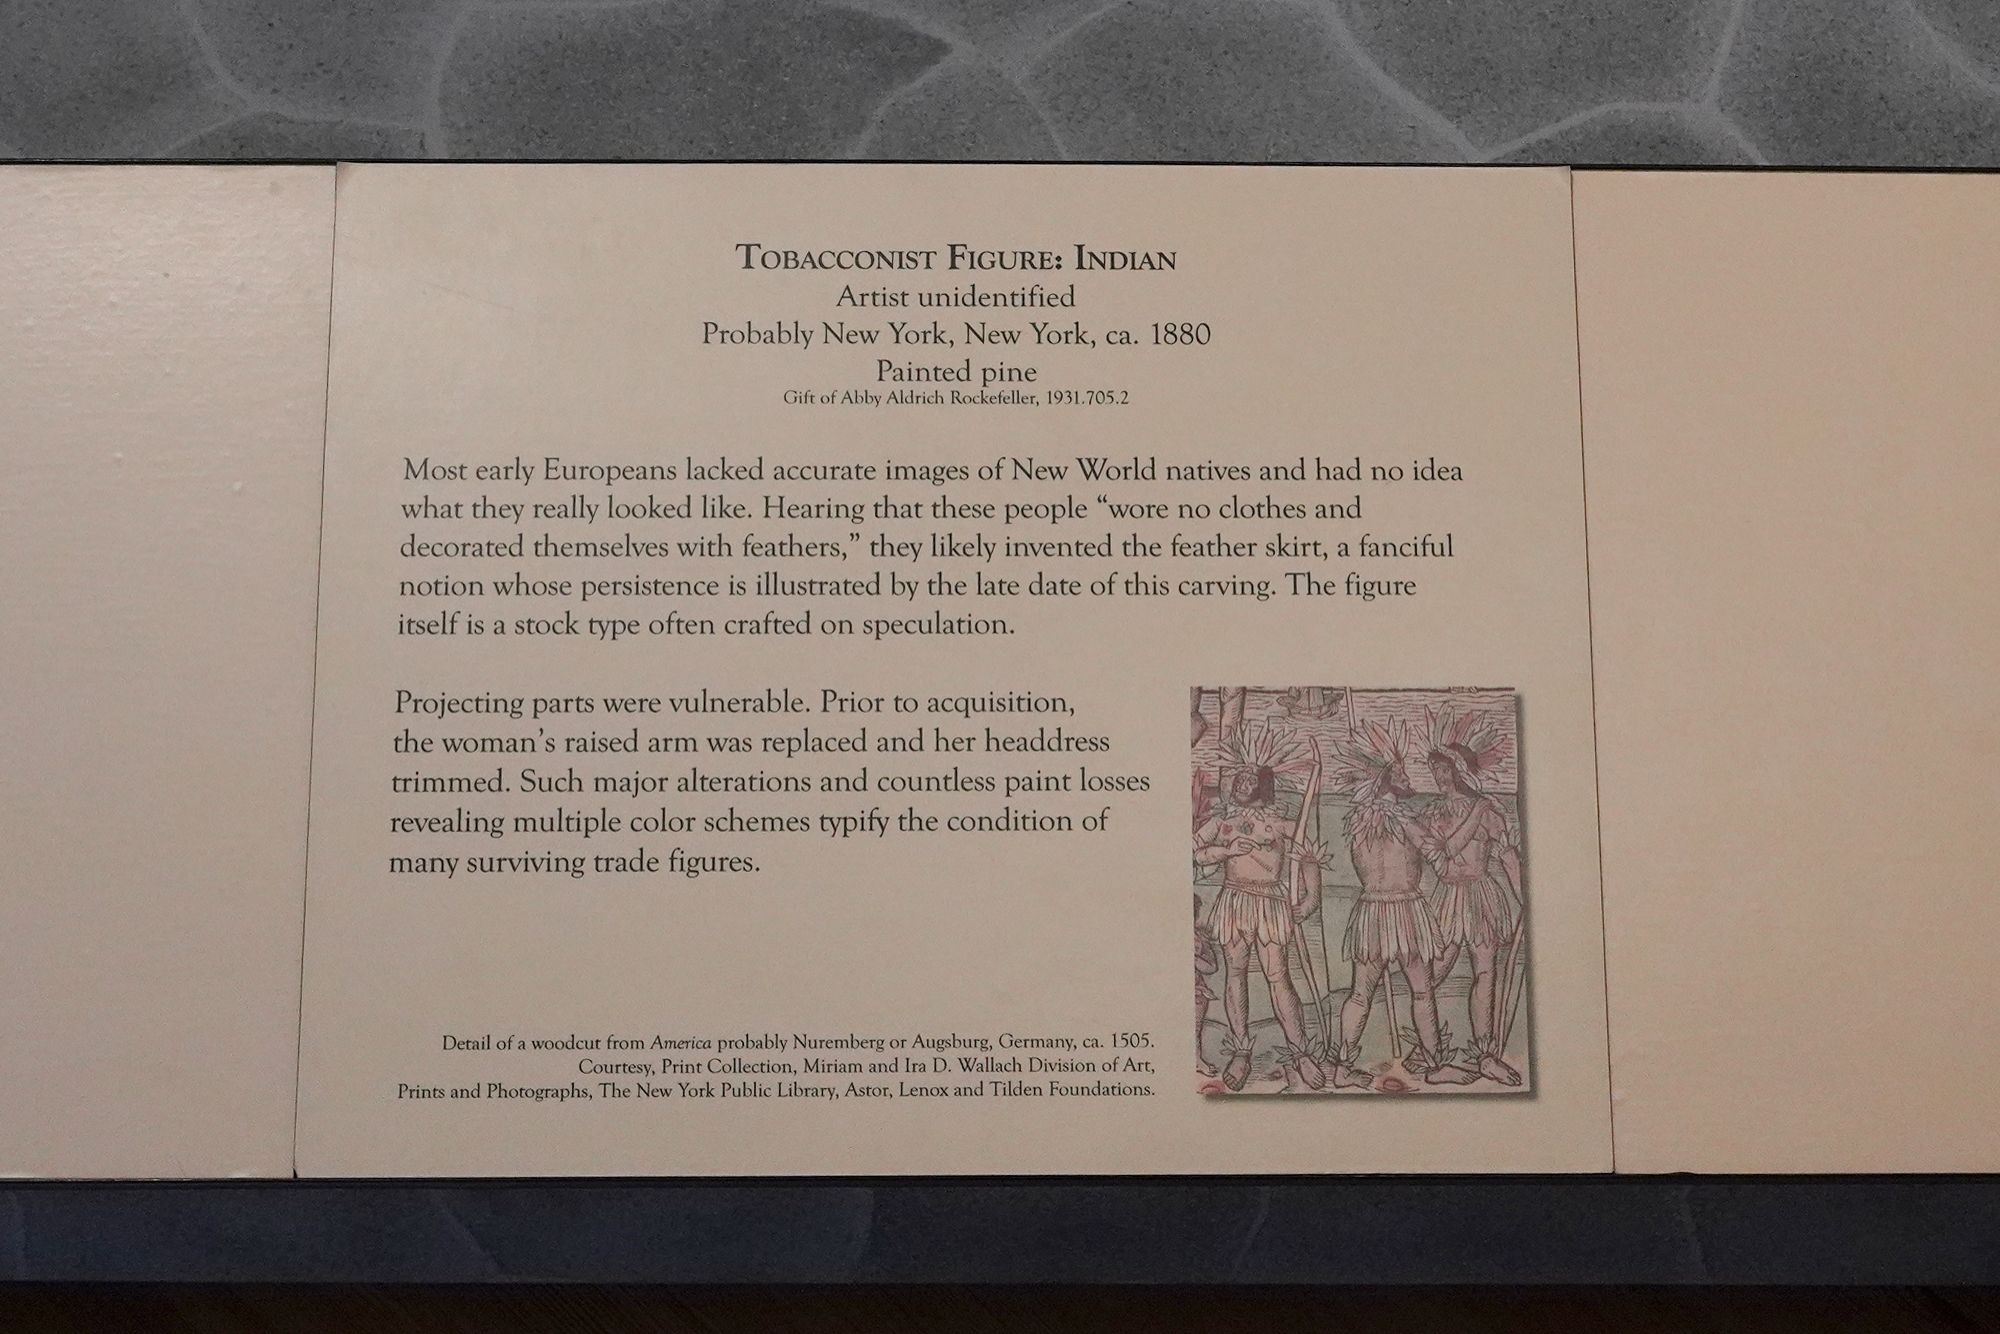 TOBACCONIST FIGURE: INDIAN
Artist unidentified
Probably New York, New York, ca. 1880
Painted pine
Gift of Abby Aldrich Rockefeller, 1931.705.2
Most early Europeans lacked accurate images of New World natives and had no idea
what they really looked like. Hearing that these people “wore no clothes and
decorated themselves with feathers,” they likely invented the feather skirt, a fanciful
notion whose persistence is illustrated by the late date of this carving. The figure
itself is a stock type often crafted on speculation.
Projecting parts were vulnerable. Prior to acquisition,
the woman’s raised arm was replaced and her headdress
trimmed. Such major alterations and countless paint losses
revealing multiple color schemes typify the condition of
many surviving trade figures.
Detail of a woodcut from America probably Nuremberg or Augsburg, Germany, ca. 1505.
Courtesy, Print Collection, Miriam and Ira D. Wallach Division of Art,
Prints and Photographs, The New York Public Library, Astor, Lenox and Tilden Foundations.